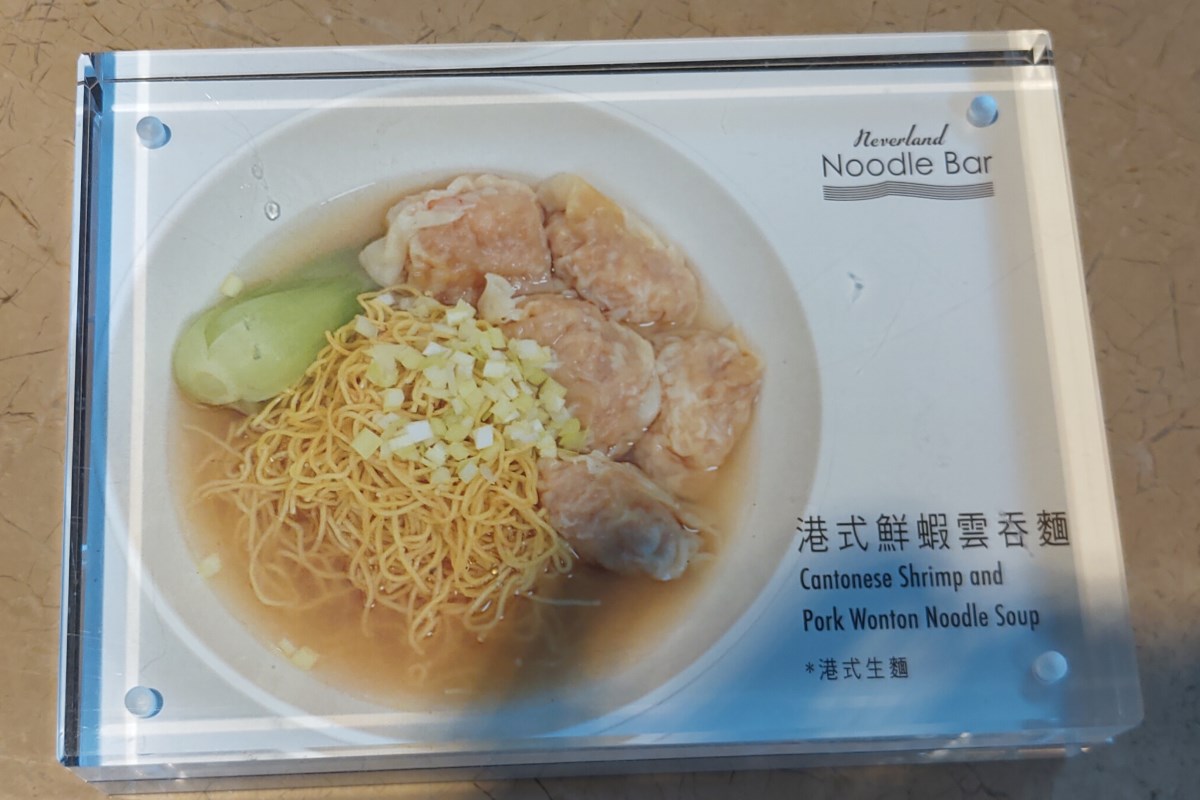 Neverland
Noodle Bar
港式鮮蝦雲吞麵
Cantonese Shrimp and
Pork Wonton Noodle Soup
*港式生麵